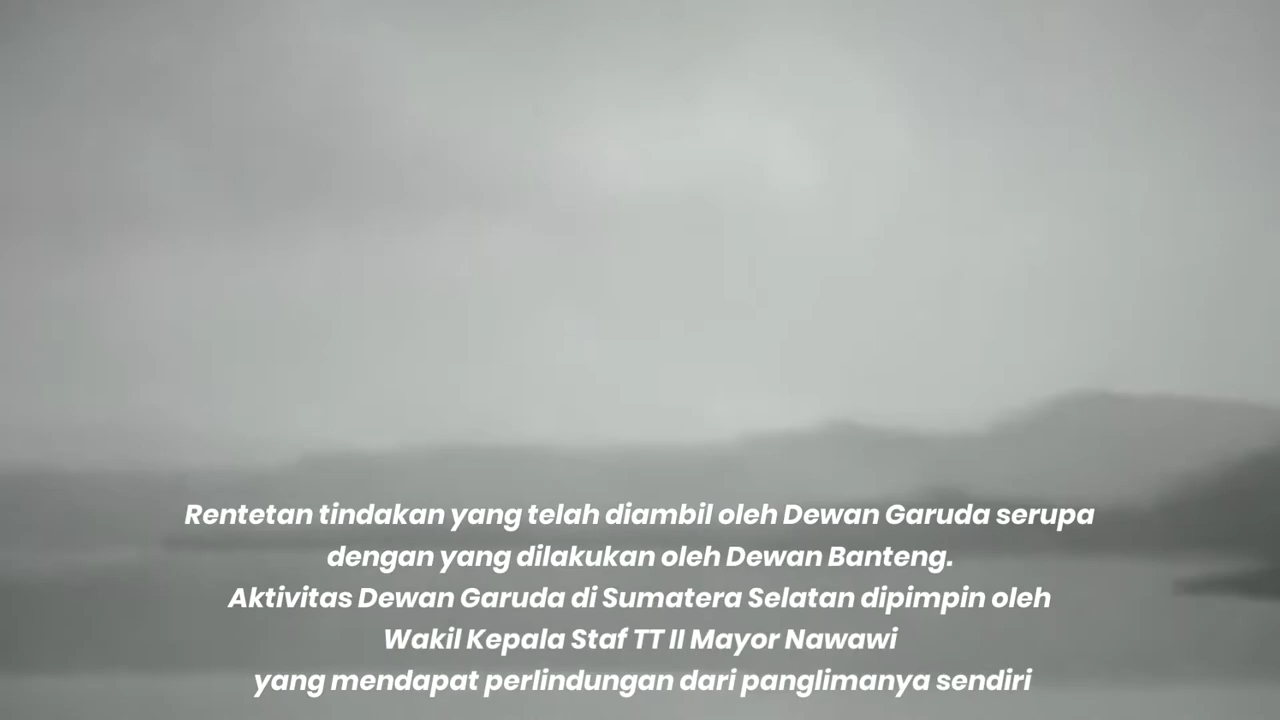 Rentetan tindakan yang telah diambil oleh Dewan Garuda serupa
dengan yang dilakukan oleh Dewan Banteng.
Aktivitas Dewan Garuda di Sumatera Selatan dipimpin oleh
Wakil Kepala Staf TT II Mayor Nawawi
yang mendapat perlindungan dari panglimanya sendiri